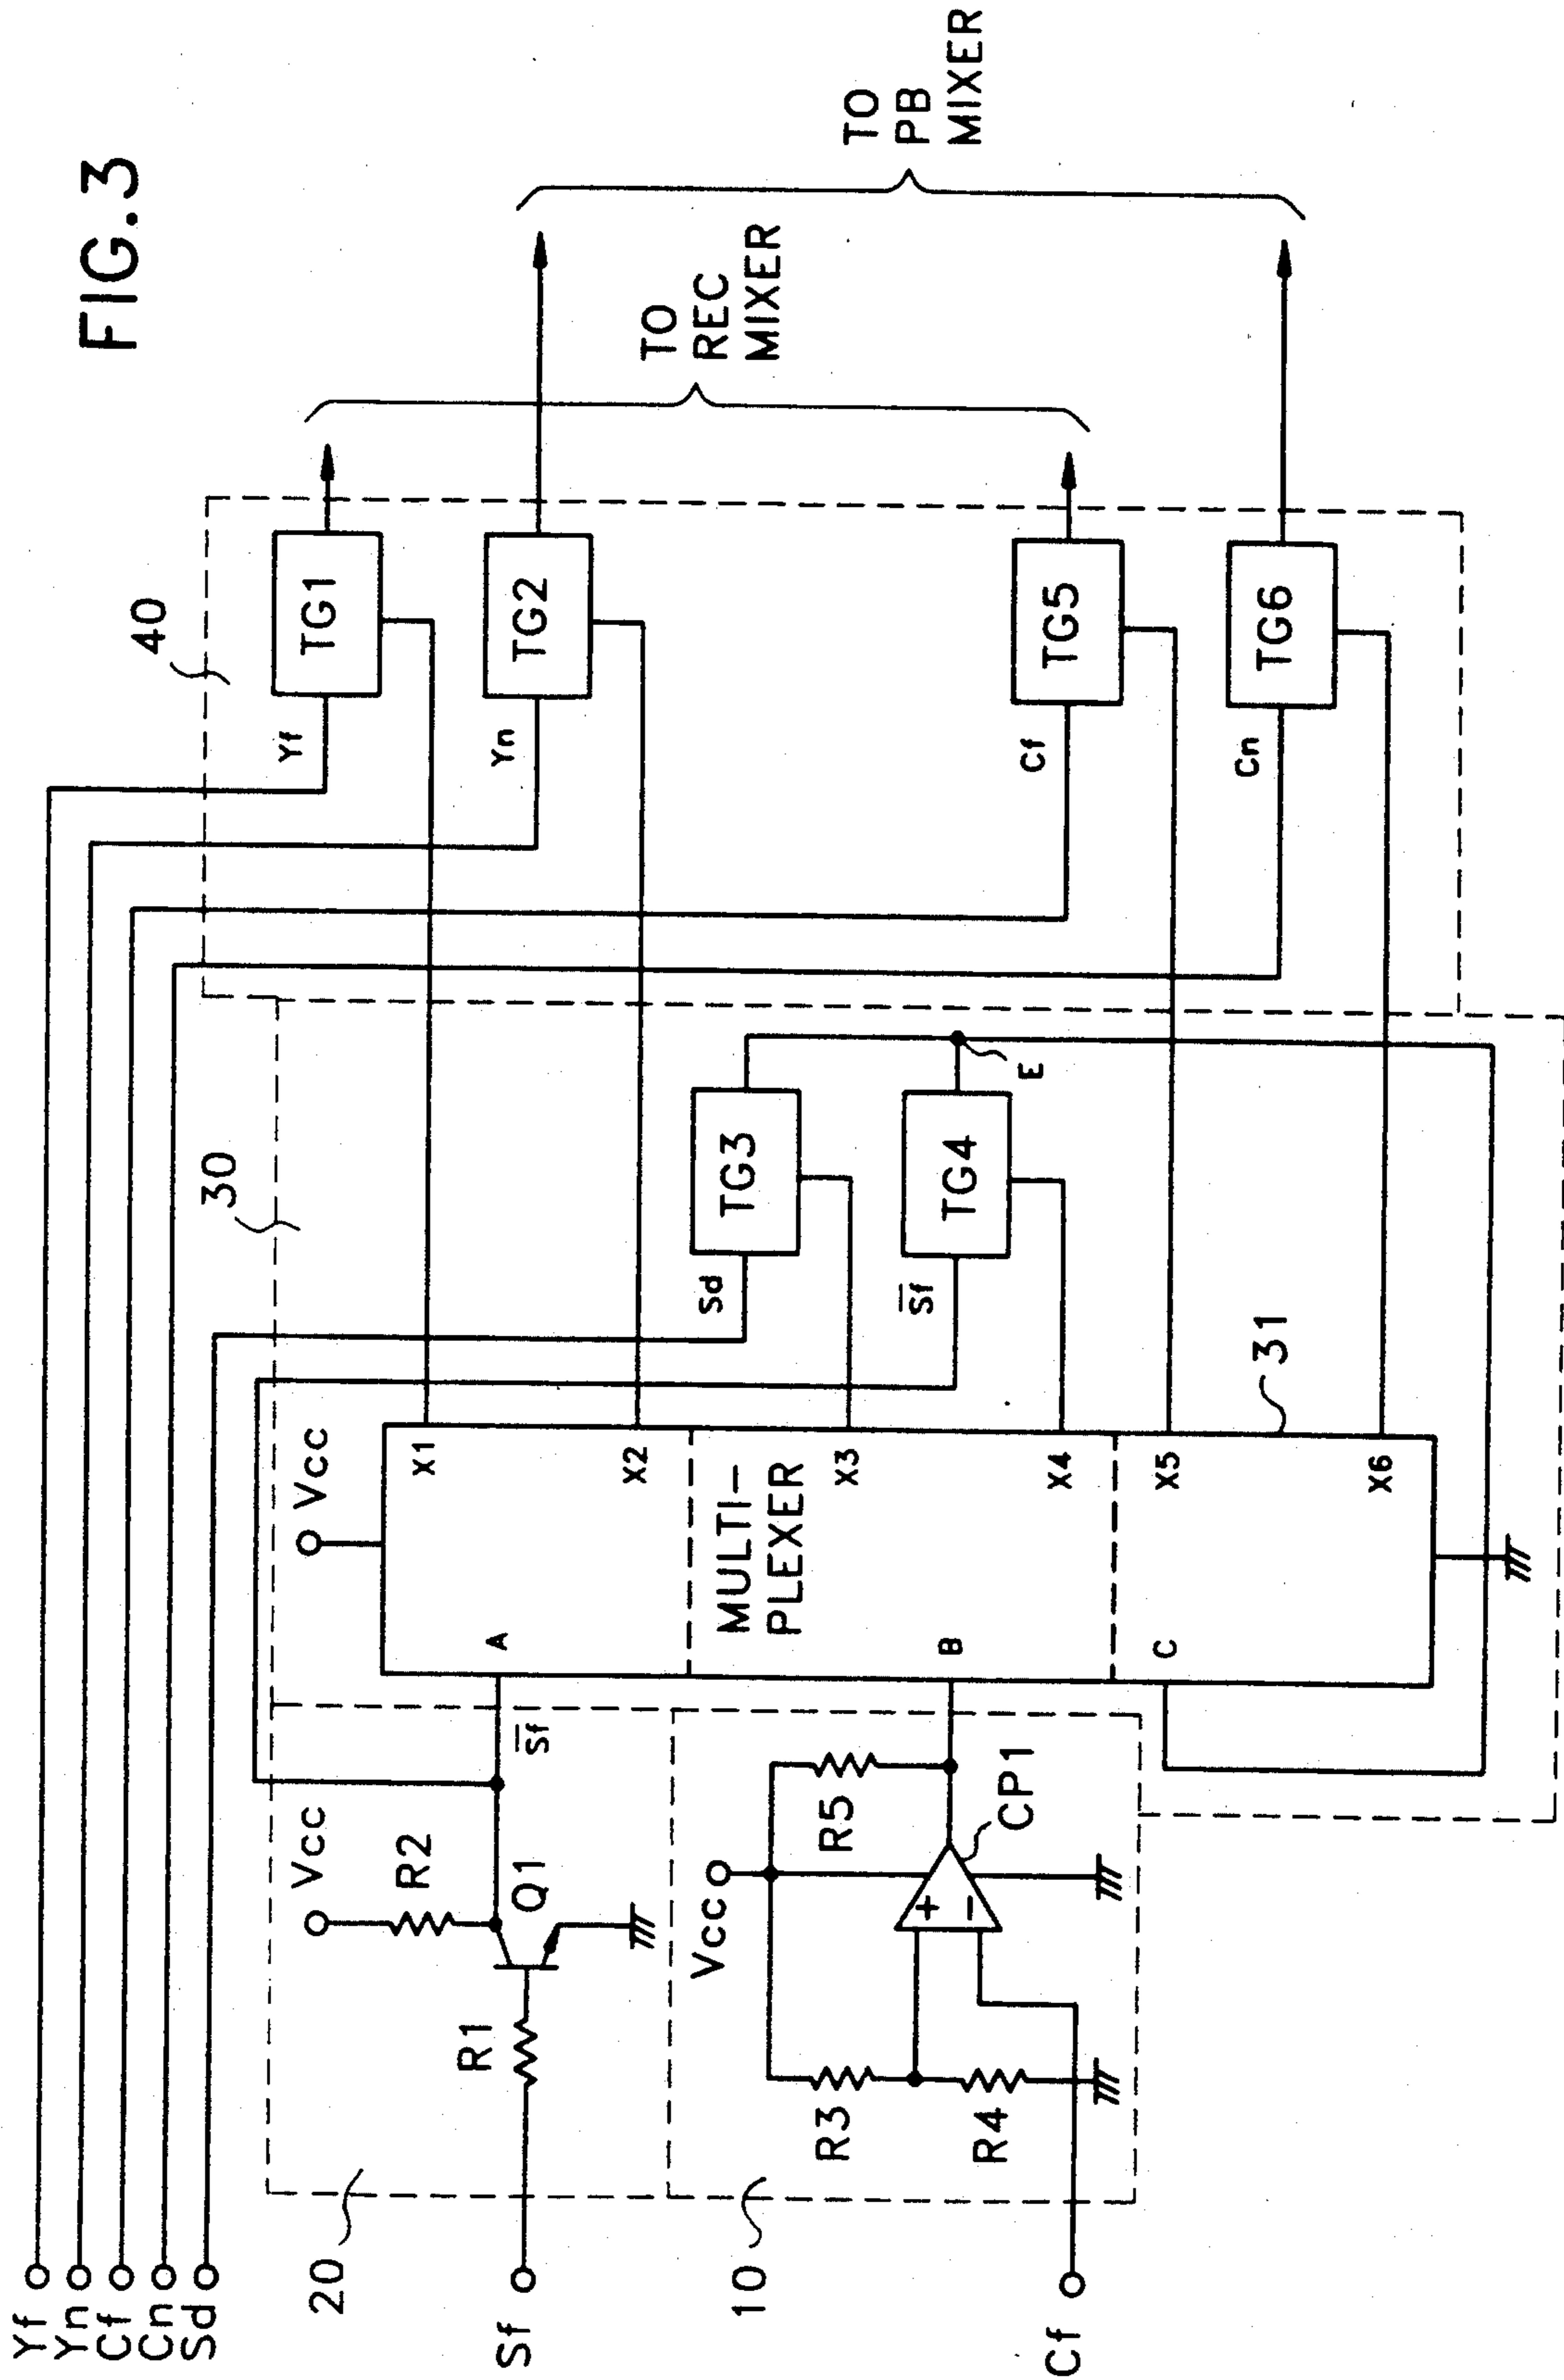 FIG.3
Yf
Yn
Cf
Cn
Sd
20
30
40
Vcc
R2
Q1
R1
Sf
S̅f̅
Vcc
A
X1
X2
MULTI-
PLEXER
B
X3
X4
C
X5
X6
31
Sd
TG3
S̅f̅
TG4
E
Yf
TG1
Yn
TG2
Cf
TG5
Cn
TG6
TO
REC
MIXER
TO
PB
MIXER
10
Vcc
R5
R3
R4
+
−
CP1
Cf